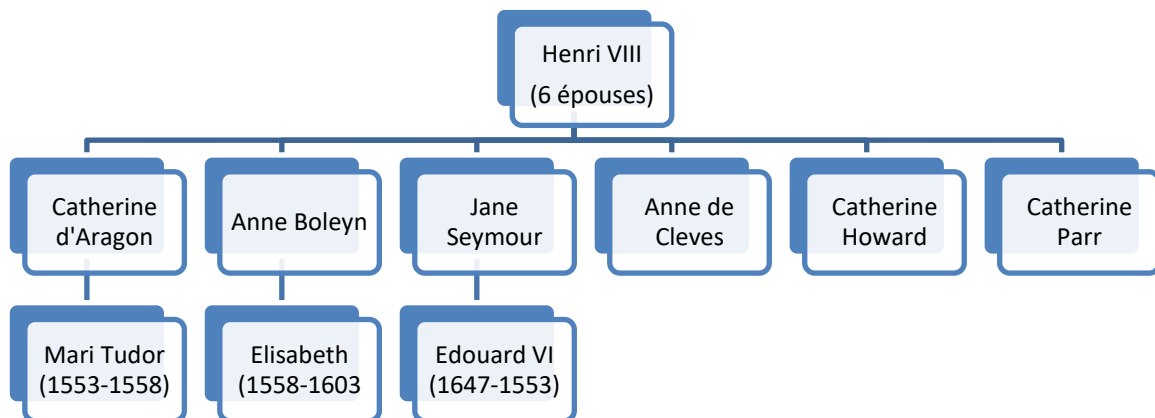 Henri VIII
(6 épouses)
Catherine
d'Aragon
Anne Boleyn
Jane
Seymour
Anne de
Cleves
Catherine
Howard
Catherine
Parr
Mari Tudor
(1553-1558)
Elisabeth
(1558-1603
Edouard VI
(1647-1553)